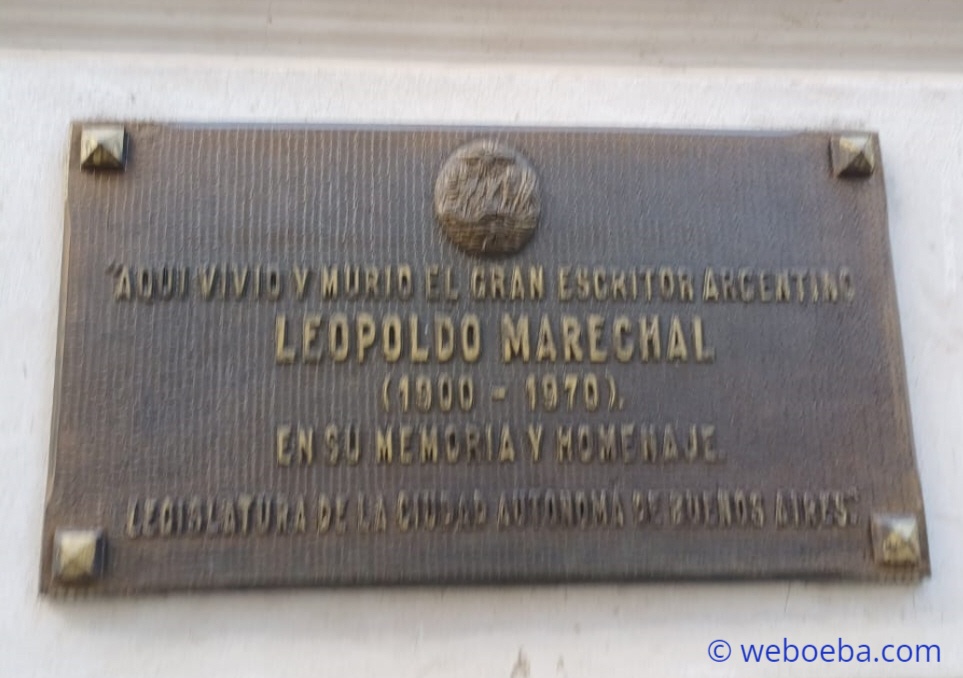 "AQUI VIVIO Y MURIO EL GRAN ESCRITOR ARGENTINO
LEOPOLDO MARECHAL
(1900 - 1970).
EN SU MEMORIA Y HOMENAJE.
LEGISLATURA DE LA CIUDAD AUTONOMA DE BUENOS AIRES."
© weboeba.com